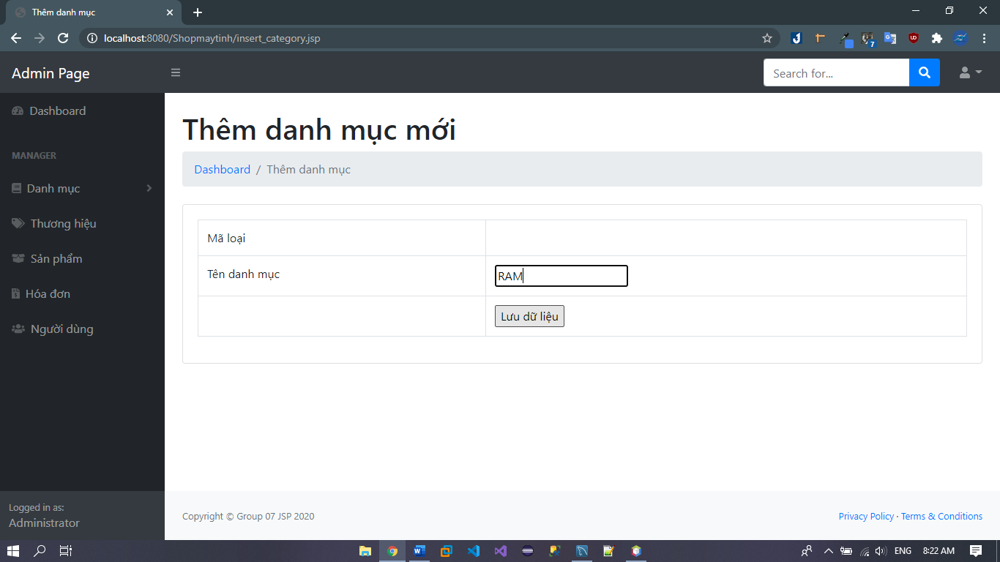 Thêm danh mục
localhost:8080/Shopmaytinh/insert_category.jsp
7
Admin Page
Search for...
Dashboard
MANAGER
Danh mục
Thương hiệu
Sản phẩm
Hóa đơn
Người dùng
Logged in as:
Administrator
Thêm danh mục mới
Dashboard / Thêm danh mục
Mã loại
Tên danh mục
RAM
Lưu dữ liệu
Copyright © Group 07 JSP 2020
Privacy Policy · Terms & Conditions
ENG
8:22 AM